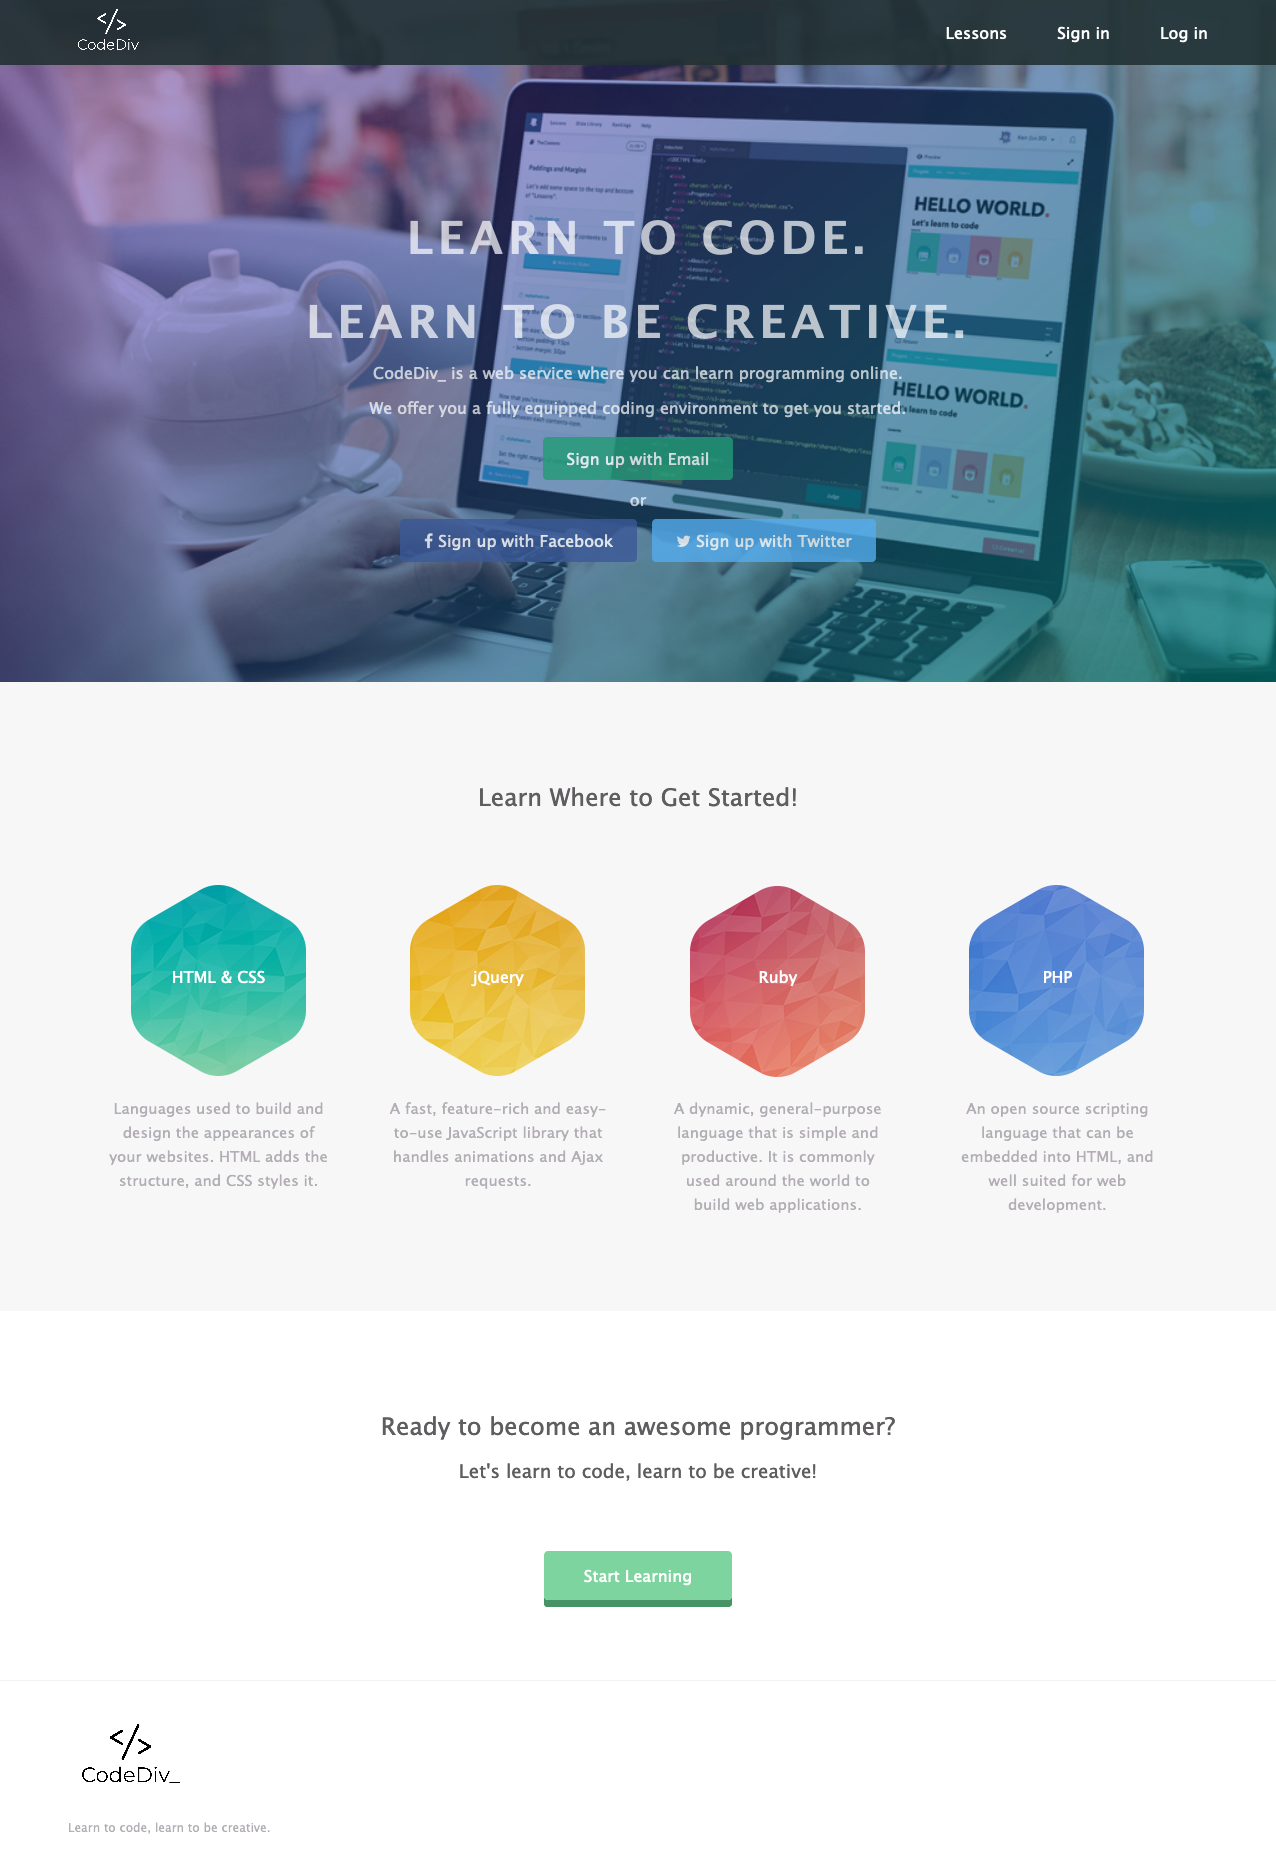 </>
CodeDiv
Lessons
Sign in
Log in
Paddings and Margins
HELLO WORLD.
Let's learn to code
HELLO WORLD.
LEARN TO CODE.
LEARN TO BE CREATIVE.
CodeDiv_ is a web service where you can learn programming online.
We offer you a fully equipped coding environment to get you started.
Sign up with Email
or
Sign up with Facebook
Sign up with Twitter
Learn Where to Get Started!
HTML & CSS
Languages used to build and
design the appearances of
your websites. HTML adds the
structure, and CSS styles it.
jQuery
A fast, feature-rich and easy-
to-use JavaScript library that
handles animations and Ajax
requests.
Ruby
A dynamic, general-purpose
language that is simple and
productive. It is commonly
used around the world to
build web applications.
PHP
An open source scripting
language that can be
embedded into HTML, and
well suited for web
development.
Ready to become an awesome programmer?
Let's learn to code, learn to be creative!
Start Learning
</>
CodeDiv_
Learn to code, learn to be creative.